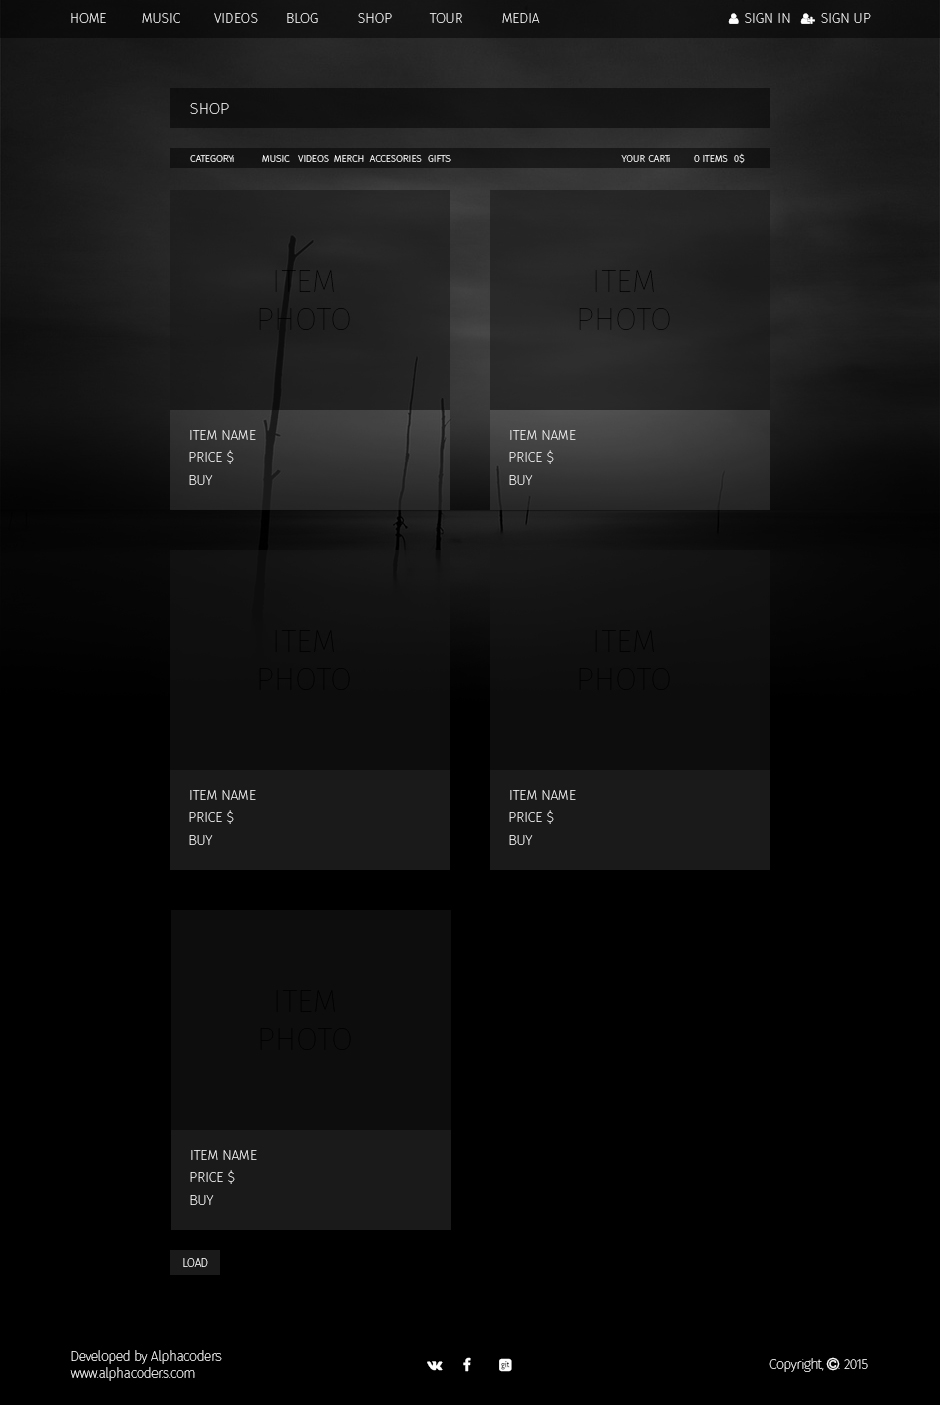 HOME MUSIC VIDEOS BLOG SHOP TOUR MEDIA SIGN IN SIGN UP
SHOP
CATEGORY: MUSIC VIDEOS MERCH ACCESORIES GIFTS YOUR CART: 0 ITEMS 0$
ITEM
PHOTO
ITEM NAME
PRICE $
BUY
ITEM
PHOTO
ITEM NAME
PRICE $
BUY
ITEM
PHOTO
ITEM NAME
PRICE $
BUY
ITEM
PHOTO
ITEM NAME
PRICE $
BUY
ITEM
PHOTO
ITEM NAME
PRICE $
BUY
LOAD
Developed by Alphacoders
www.alphacoders.com
git
Copyright, © 2015